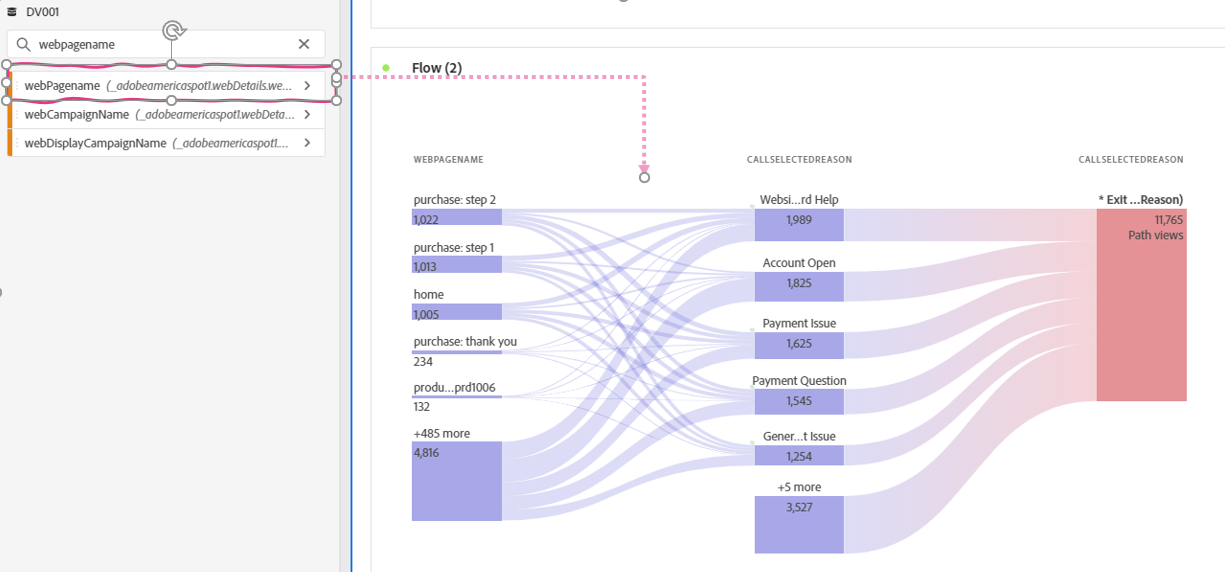 DV001
webpagename
webPagename (_adobeamericaspot1.webDetails.we...
webCampaignName (_adobeamericaspot1.webDeta...
webDisplayCampaignName (_adobeamericaspot1....
Flow (2)
WEBPAGENAME
CALLSELECTEDREASON
CALLSELECTEDREASON
purchase: step 2
1,022
purchase: step 1
1,013
home
1,005
purchase: thank you
234
produ...prd1006
132
+485 more
4,816
Websi...rd Help
1,989
Account Open
1,825
Payment Issue
1,625
Payment Question
1,545
Gener...t Issue
1,254
+5 more
3,527
* Exit ...Reason)
11,765
Path views